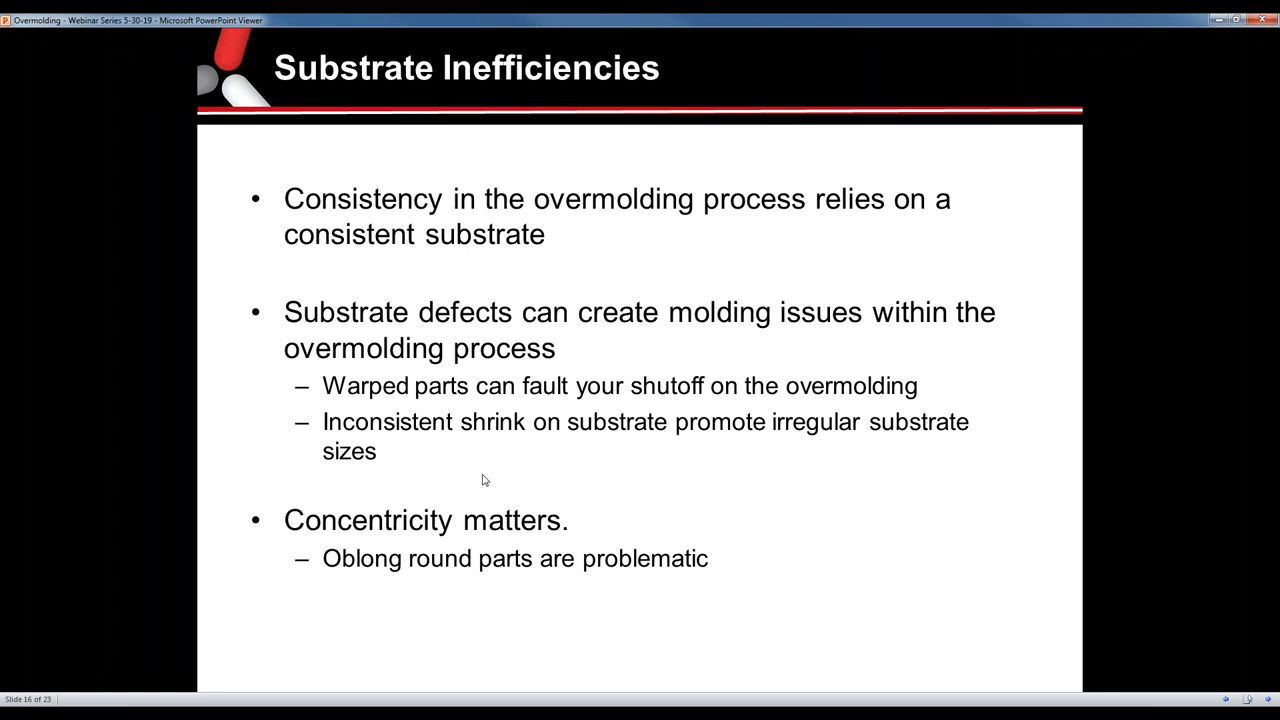 Overmolding - Webinar Series 5-30-19 - Microsoft PowerPoint Viewer
Substrate Inefficiencies
• Consistency in the overmolding process relies on a
consistent substrate
• Substrate defects can create molding issues within the
overmolding process
– Warped parts can fault your shutoff on the overmolding
– Inconsistent shrink on substrate promote irregular substrate
sizes
• Concentricity matters.
– Oblong round parts are problematic
Slide 16 of 23